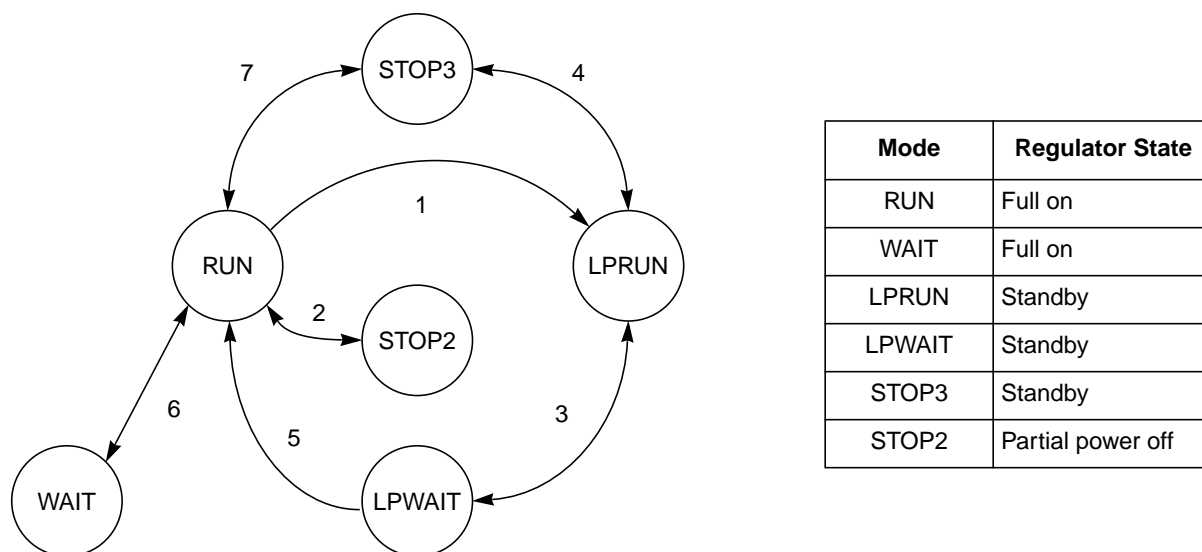 STOP3
7
4
1
RUN
LPRUN
2
STOP2
6
5
3
WAIT
LPWAIT
Mode Regulator State
RUN Full on
WAIT Full on
LPRUN Standby
LPWAIT Standby
STOP3 Standby
STOP2 Partial power off